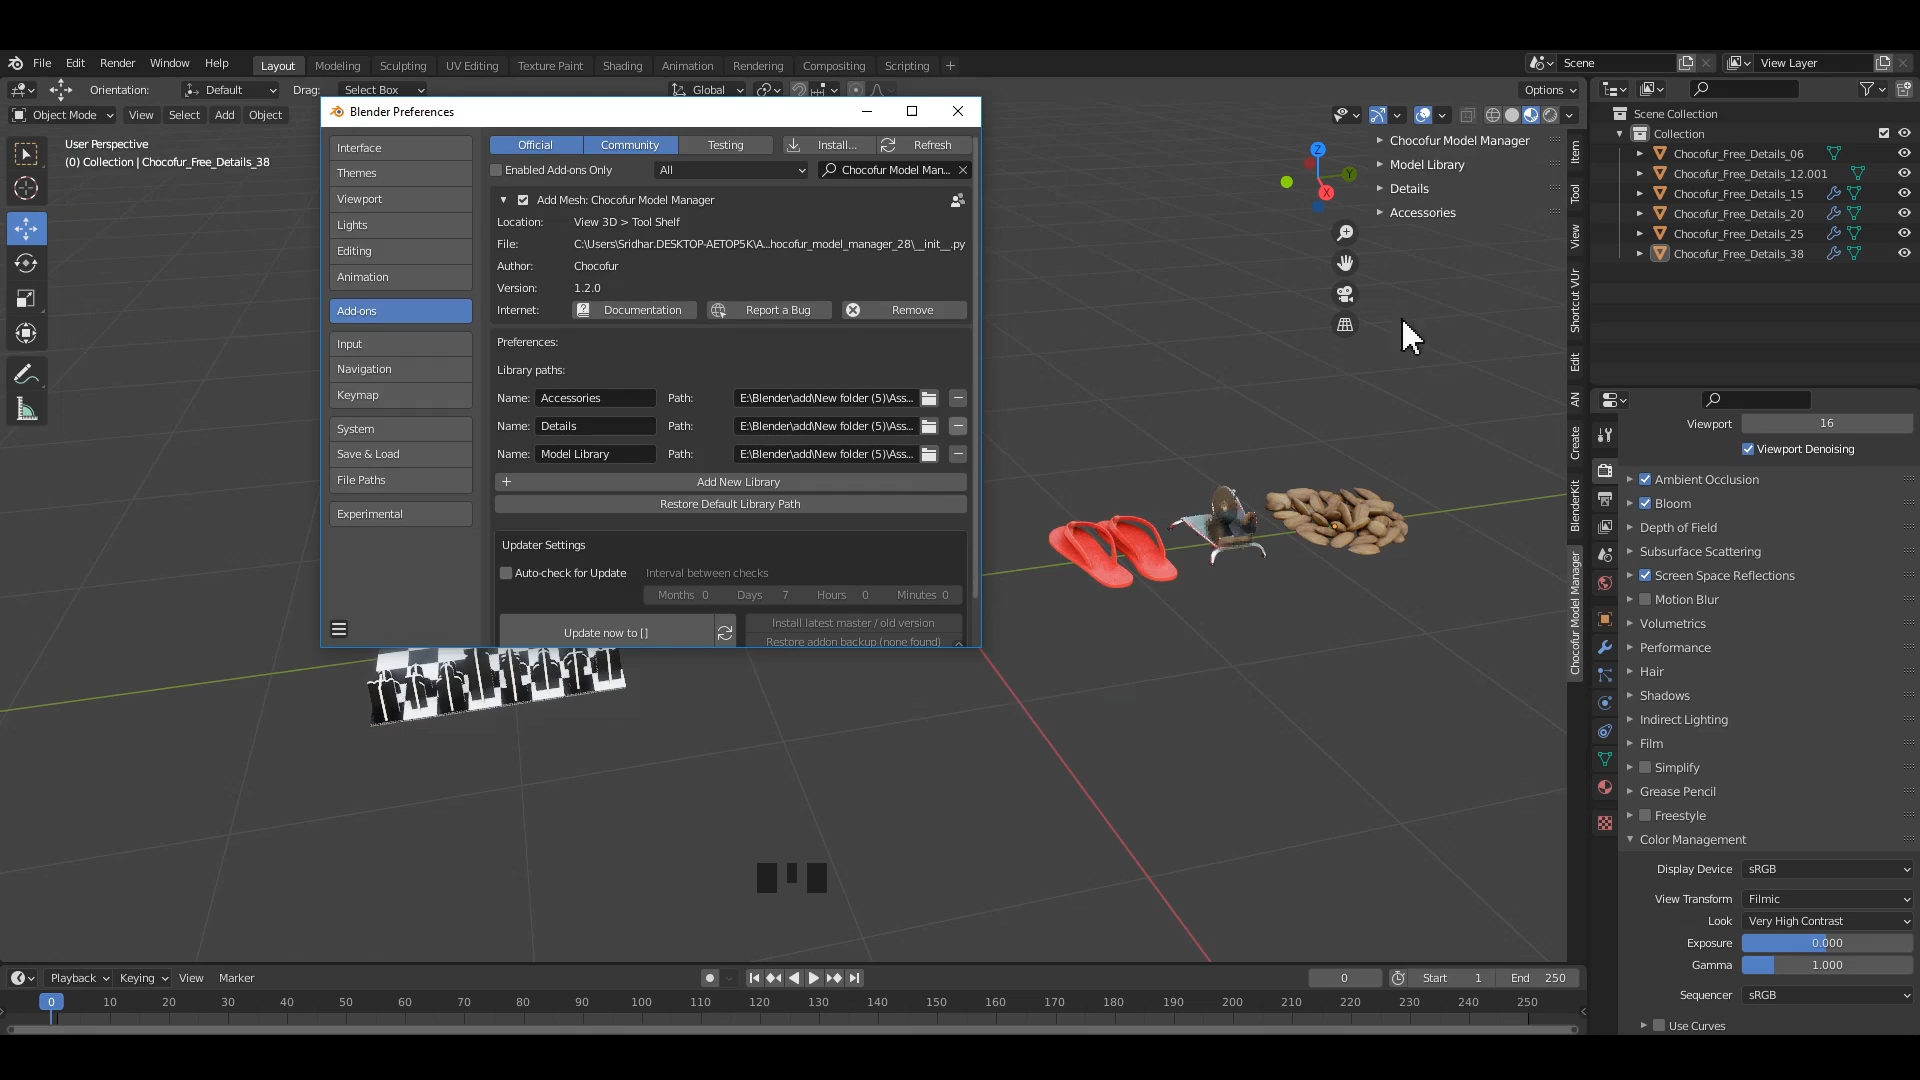 File Edit Render Window Help Layout Modeling Sculpting UV Editing Texture Paint Shading Animation Rendering Compositing Scripting + Scene View Layer
Orientation: Default Drag: Select Box Global Options
Object Mode View Select Add Object
User Perspective
(0) Collection | Chocofur_Free_Details_38
Blender Preferences
Interface
Themes
Viewport
Lights
Editing
Animation
Add-ons
Input
Navigation
Keymap
System
Save & Load
File Paths
Experimental
Official Community Testing Install... Refresh
Enabled Add-ons Only All Chocofur Model Man...
Add Mesh: Chocofur Model Manager
Location: View 3D > Tool Shelf
File: C:\Users\Sridhar.DESKTOP-AETOP5K\A...hocofur_model_manager_28\__init__.py
Author: Chocofur
Version: 1.2.0
Internet: Documentation Report a Bug Remove
Preferences:
Library paths:
Name: Accessories Path: E:\Blender\add\New folder (5)\Ass...
Name: Details Path: E:\Blender\add\New folder (5)\Ass...
Name: Model Library Path: E:\Blender\add\New folder (5)\Ass...
+ Add New Library
Restore Default Library Path
Updater Settings
Auto-check for Update Interval between checks
Months 0 Days 7 Hours 0 Minutes 0
Update now to []
Install latest master / old version
Restore addon backup (none found)
Z
Y
X
Chocofur Model Manager
Model Library
Details
Accessories
Item
Tool
View
Shortcut VUr
Edit
AN
Create
BlenderKit
Chocofur Model Manager
Scene Collection
Collection
Chocofur_Free_Details_06
Chocofur_Free_Details_12.001
Chocofur_Free_Details_15
Chocofur_Free_Details_20
Chocofur_Free_Details_25
Chocofur_Free_Details_38
Viewport 16
Viewport Denoising
Ambient Occlusion
Bloom
Depth of Field
Subsurface Scattering
Screen Space Reflections
Motion Blur
Volumetrics
Performance
Hair
Shadows
Indirect Lighting
Film
Simplify
Grease Pencil
Freestyle
Color Management
Display Device sRGB
View Transform Filmic
Look Very High Contrast
Exposure 0.000
Gamma 1.000
Sequencer sRGB
Use Curves
Playback Keying View Marker 0 Start 1 End 250
0 10 20 30 40 50 60 70 80 90 100 110 120 130 140 150 160 170 180 190 200 210 220 230 240 250